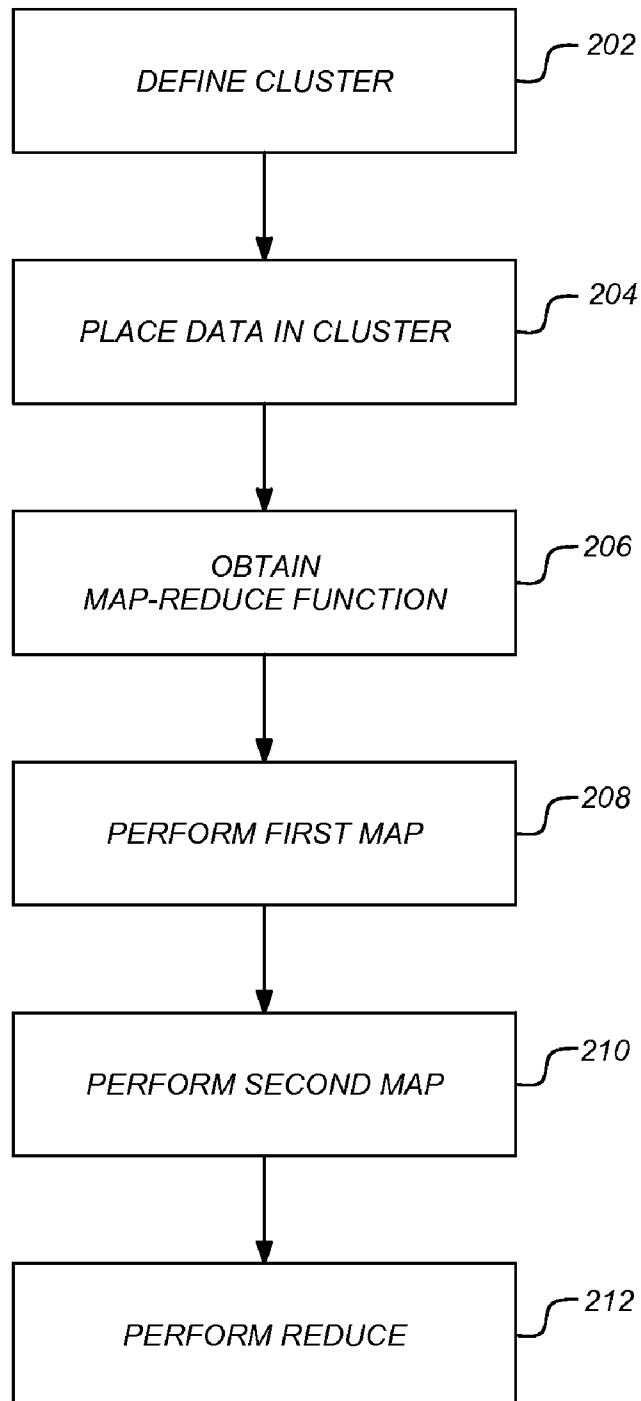 DEFINE CLUSTER
202
PLACE DATA IN CLUSTER
204
OBTAIN
MAP-REDUCE FUNCTION
206
PERFORM FIRST MAP
208
PERFORM SECOND MAP
210
PERFORM REDUCE
212